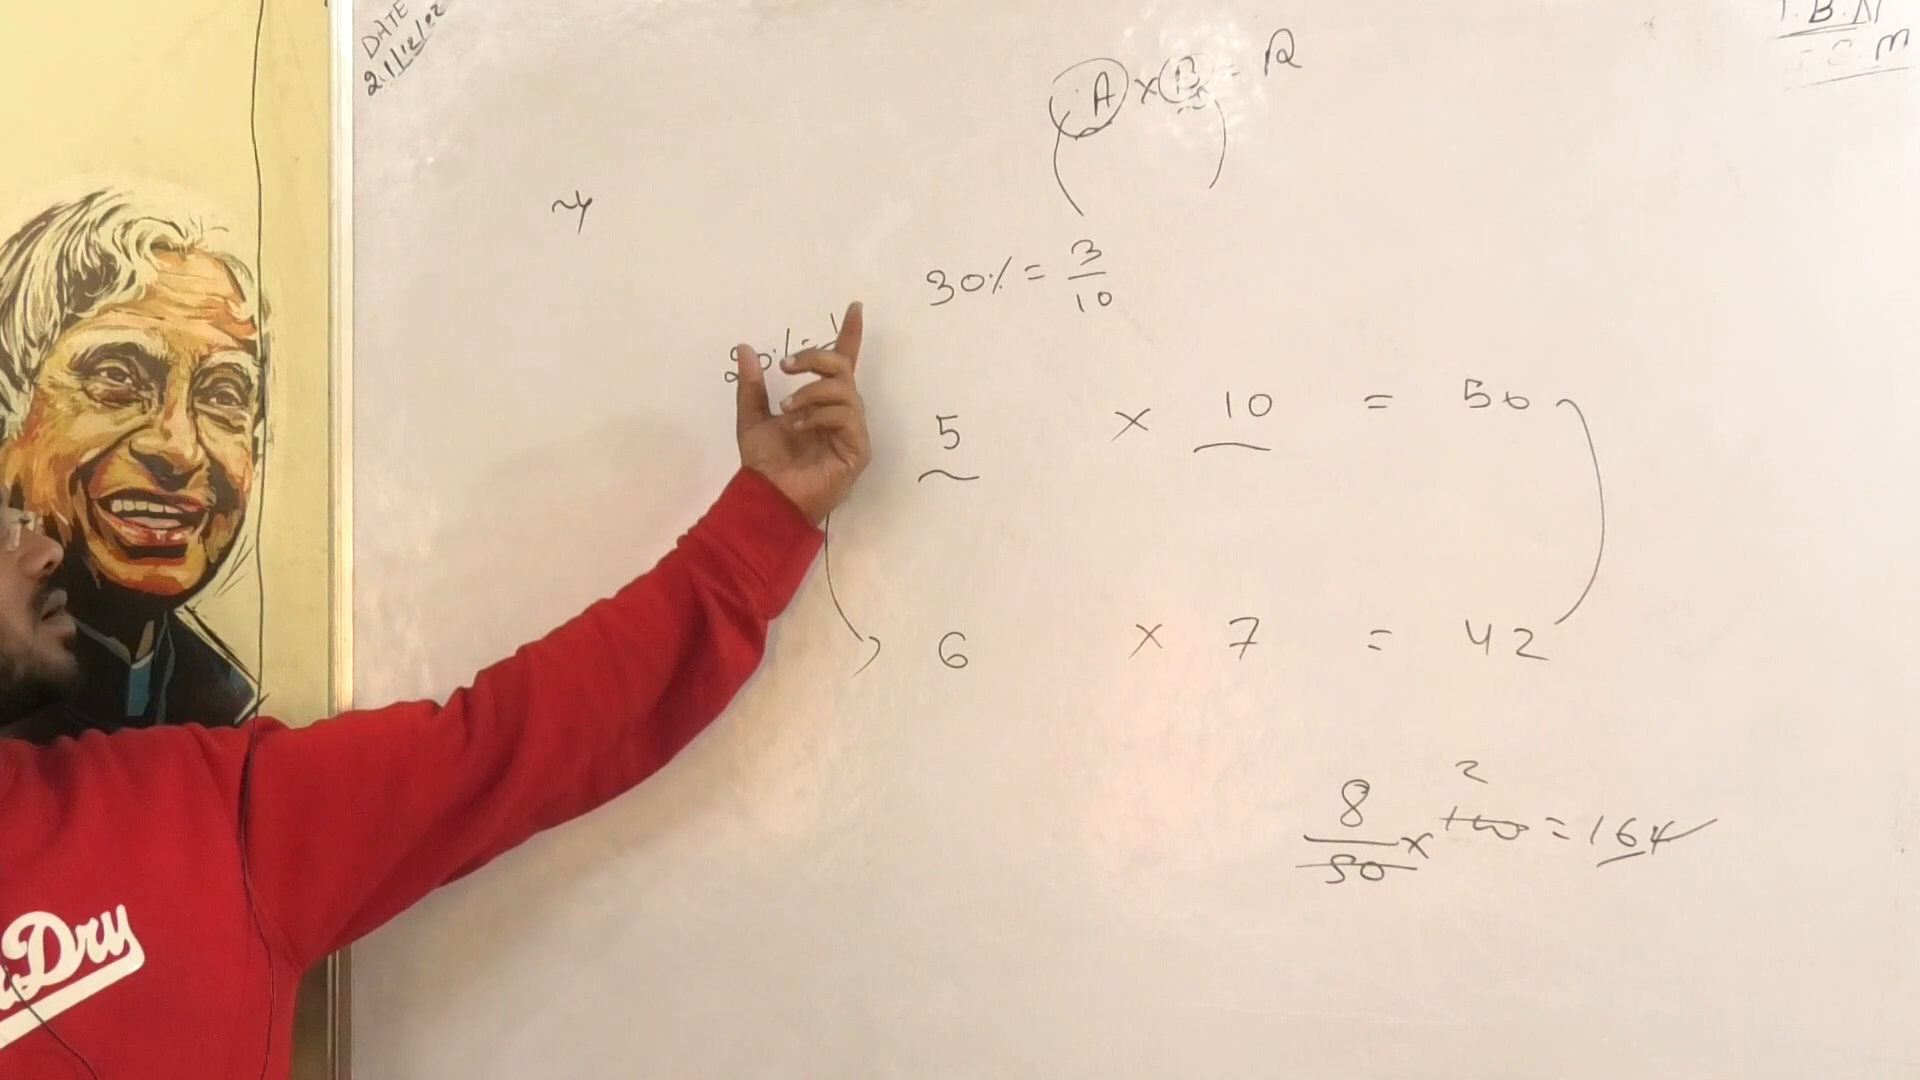 DATE
21/12/22
A × B = R
30% = 3/10
20% = 1
5 × 10 = 50
6 × 7 = 42
8/50 × 100 2 = 16%
Dry